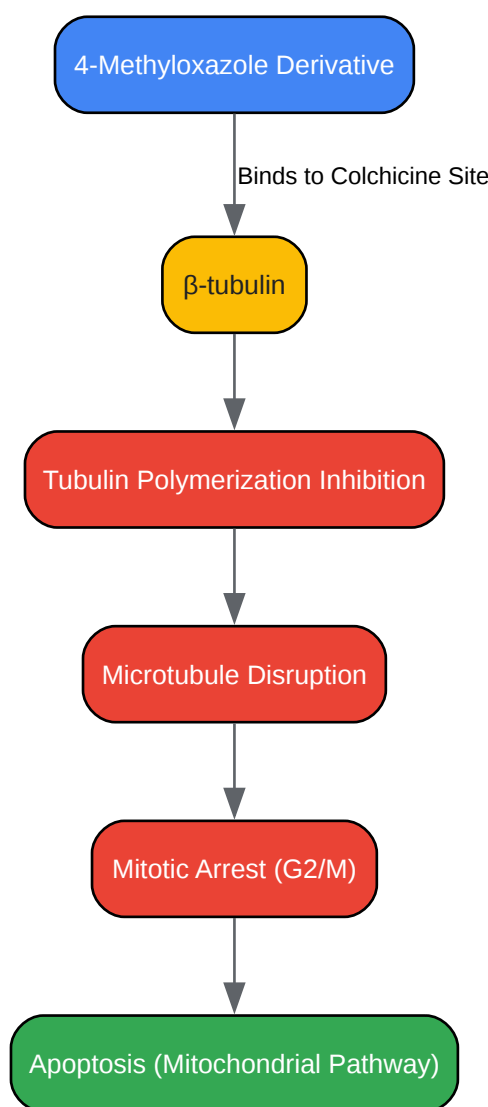 4-Methyloxazole Derivative
Binds to Colchicine Site
β-tubulin
Tubulin Polymerization Inhibition
Microtubule Disruption
Mitotic Arrest (G2/M)
Apoptosis (Mitochondrial Pathway)